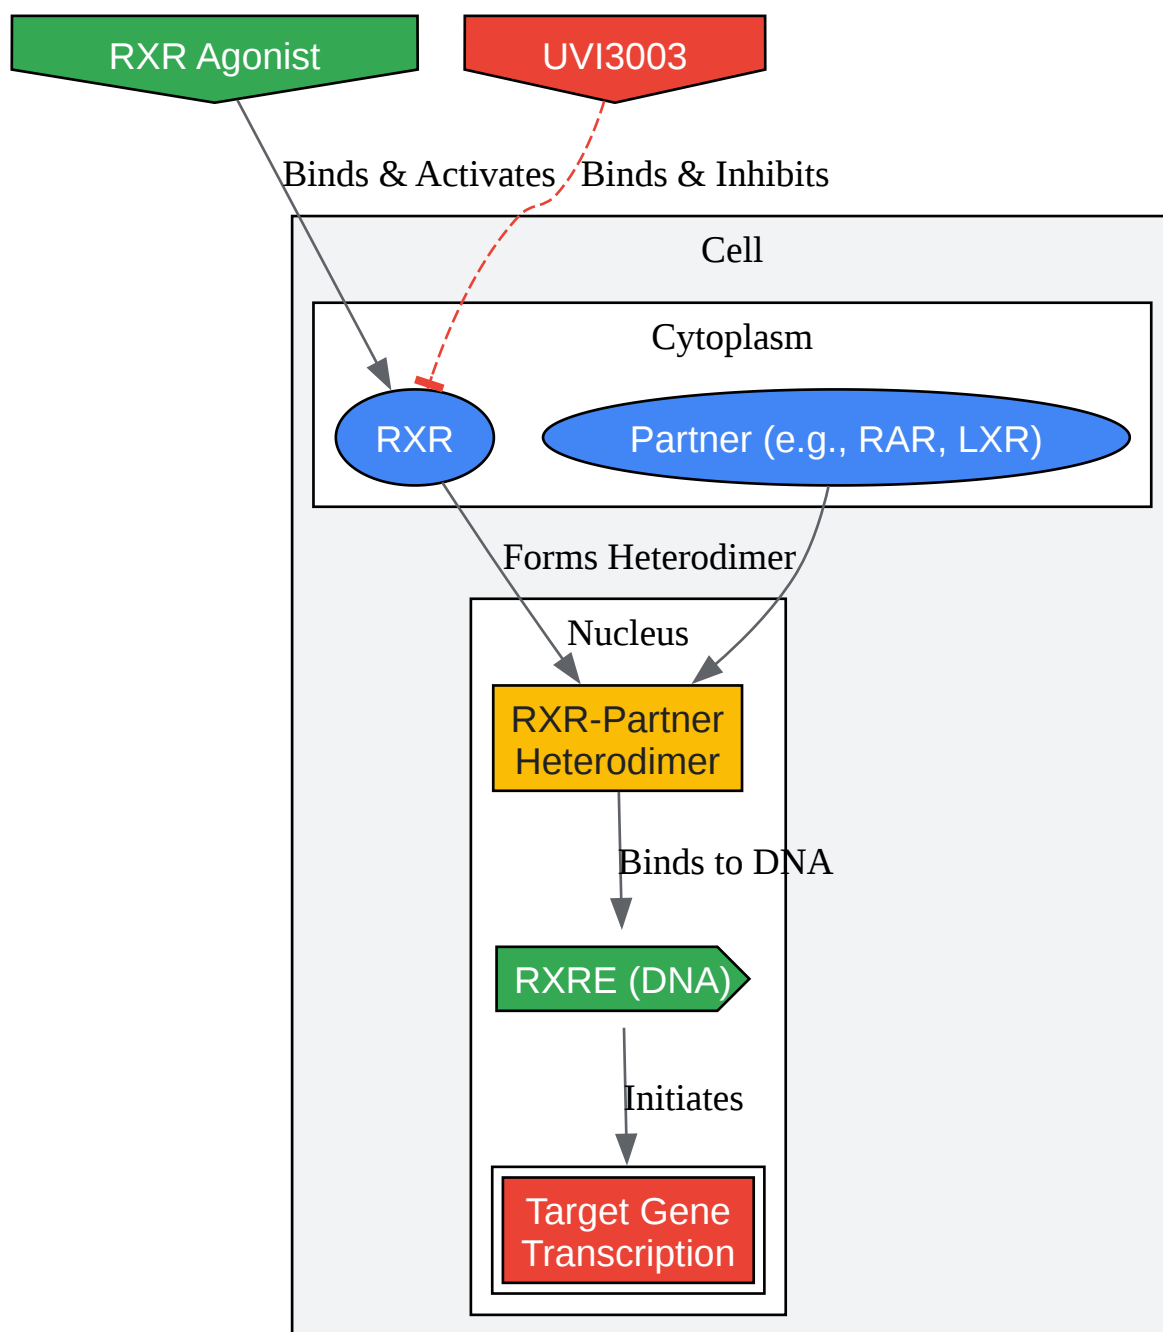 RXR Agonist
UVI3003
Binds & Activates
Binds & Inhibits
Cell
Cytoplasm
RXR
Partner (e.g., RAR, LXR)
Forms Heterodimer
Nucleus
RXR-Partner
Heterodimer
Binds to DNA
RXRE (DNA)
Initiates
Target Gene
Transcription